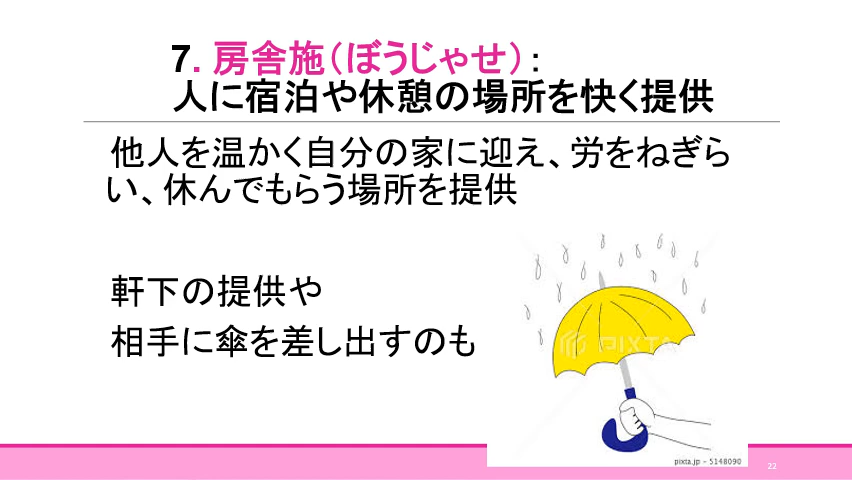 7. 房舎施（ぼうじゃせ）：
人に宿泊や休憩の場所を快く提供
他人を温かく自分の家に迎え、労をねぎら
い、休んでもらう場所を提供
軒下の提供や
相手に傘を差し出すのも
PIXTA
pixta.jp - 5148090
22